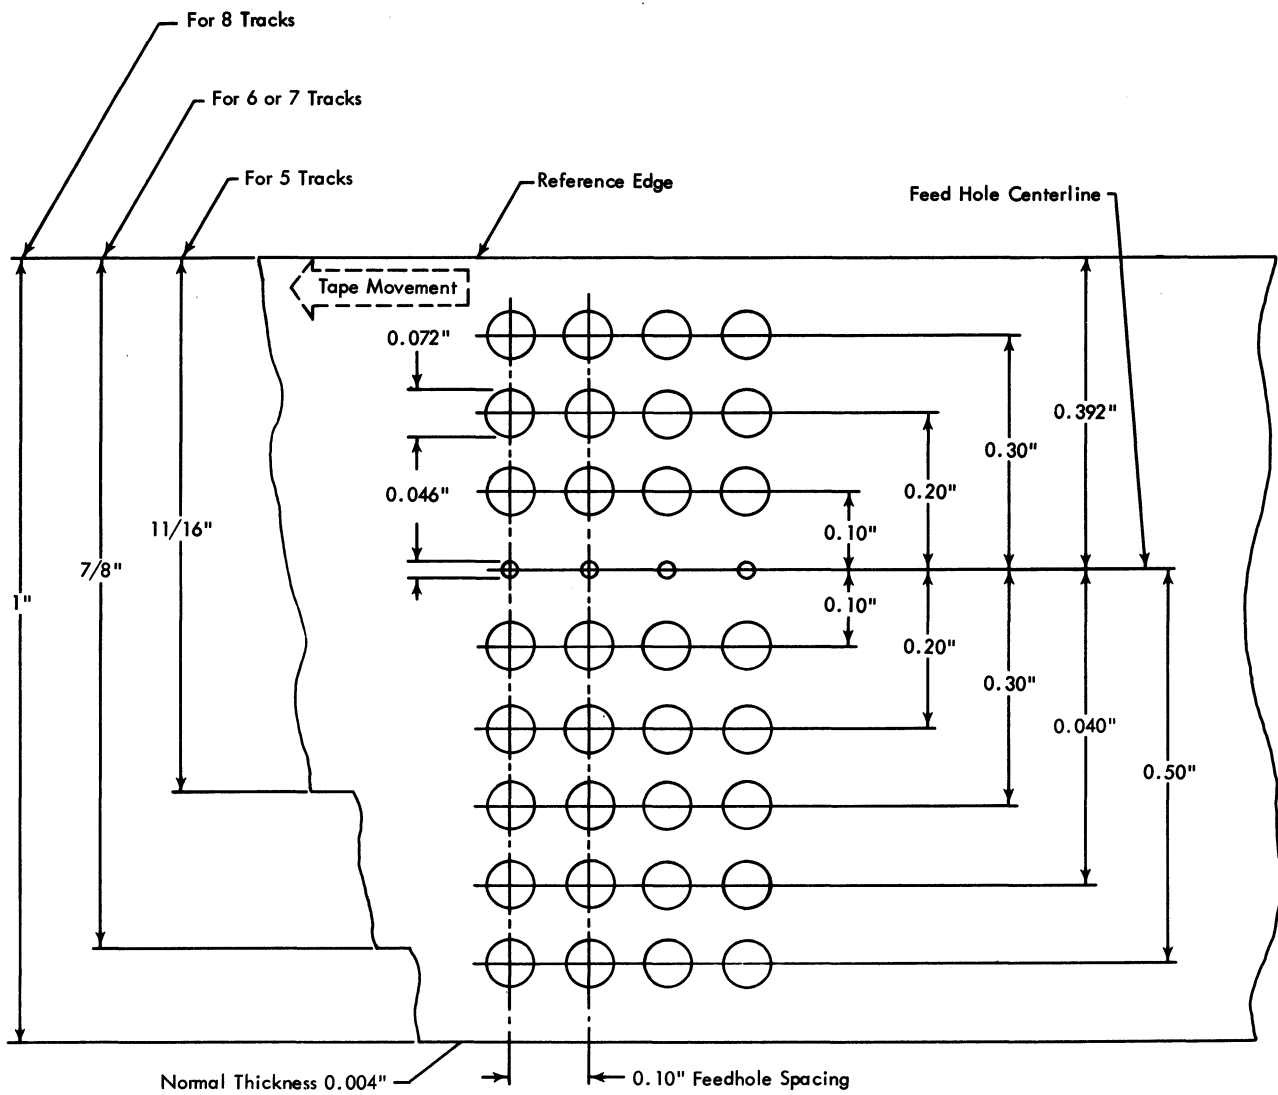 For 8 Tracks
For 6 or 7 Tracks
For 5 Tracks
Reference Edge
Feed Hole Centerline
Tape Movement
0.072"
0.392"
0.30"
0.20"
0.046"
11/16"
0.10"
7/8"
1"
0.10"
0.20"
0.30"
0.040"
0.50"
Normal Thickness 0.004"
0.10" Feedhole Spacing